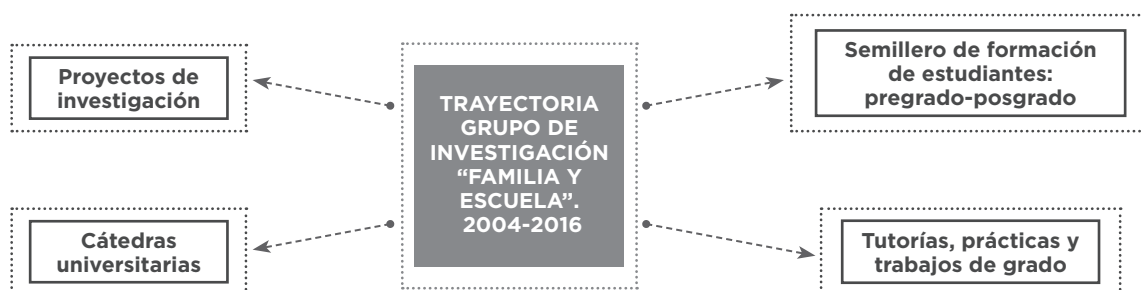 Proyectos de
investigación
TRAYECTORIA
GRUPO DE
INVESTIGACIÓN
“FAMILIA Y
ESCUELA”.
2004-2016
Semillero de formación
de estudiantes:
pregrado-posgrado
Cátedras
universitarias
Tutorías, prácticas y
trabajos de grado